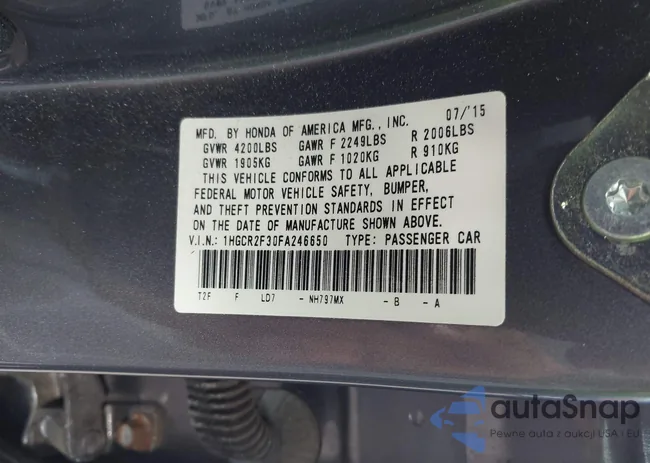 07/'15
MFD. BY HONDA OF AMERICA MFG., INC.
GVWR 4200LBS GAWR F 2249LBS R 2006LBS
GVWR 1905KG GAWR F 1020KG R 910KG
THIS VEHICLE CONFORMS TO ALL APPLICABLE
FEDERAL MOTOR VEHICLE SAFETY, BUMPER,
AND THEFT PREVENTION STANDARDS IN EFFECT
ON THE DATE OF MANUFACTURE SHOWN ABOVE.
V.I.N.: 1HGCR2F30FA246650 TYPE: PASSENGER CAR
T2F F LD7 - NH797MX - B - A
autaSnap
Pewne auta z aukcji USA - EU